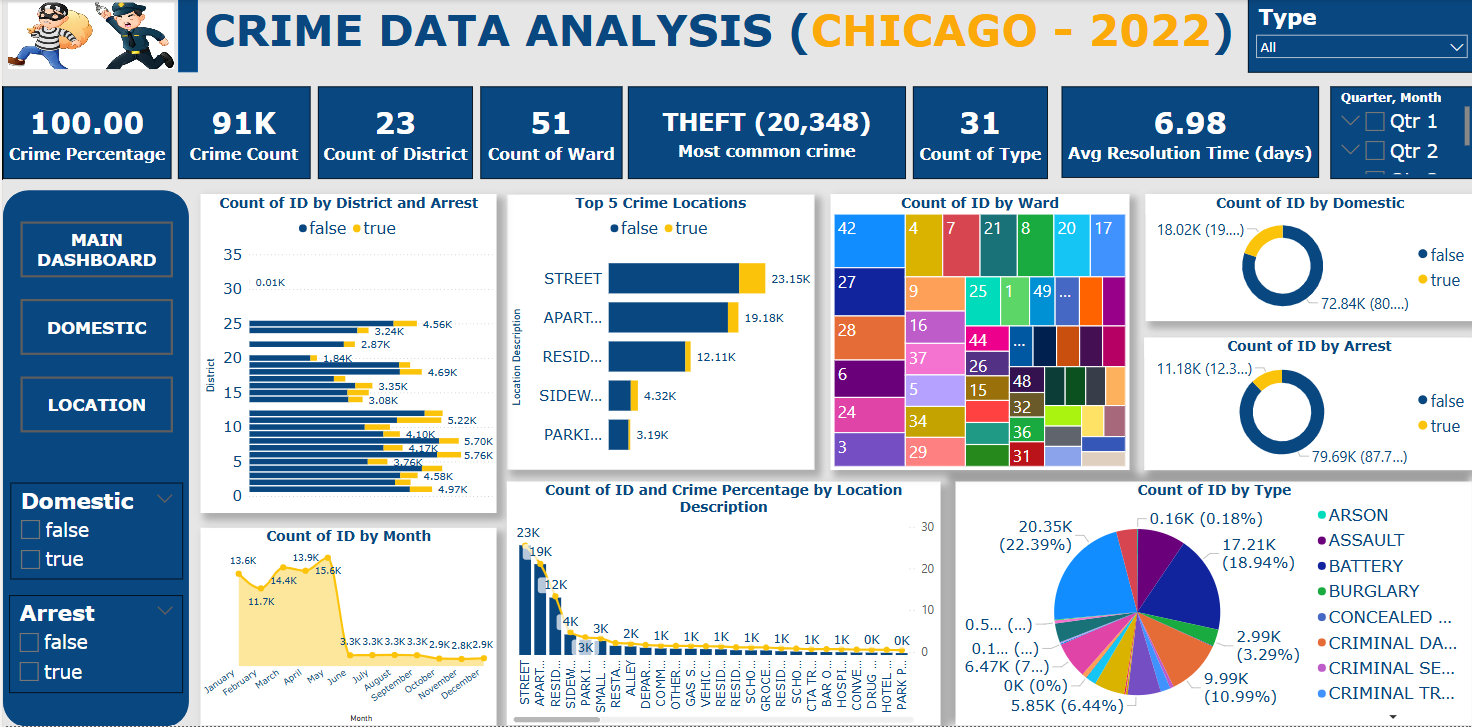 CRIME DATA ANALYSIS (CHICAGO - 2022)
Type
All
100.00
Crime Percentage
91K
Crime Count
23
Count of District
51
Count of Ward
THEFT (20,348)
Most common crime
31
Count of Type
6.98
Avg Resolution Time (days)
Quarter, Month
Qtr 1
Qtr 2
MAIN
DASHBOARD
DOMESTIC
LOCATION
Domestic
false
true
Arrest
false
true
Count of ID by District and Arrest
false true
District
35
30
25
20
15
10
5
0
0.01K
4.56K
3.24K
2.87K
1.84K
4.69K
3.35K
3.08K
5.22K
4.10K
5.70K
4.17K
5.76K
3.76K
4.58K
4.97K
Top 5 Crime Locations
false true
Location Description
STREET 23.15K
APART... 19.18K
RESID... 12.11K
SIDEW... 4.32K
PARKI... 3.19K
Count of ID by Ward
42
27
28
6
24
3
4
7
21
8
20
17
9
16
37
5
34
29
25
1
49
...
44
26
15
...
48
32
36
31
Count of ID by Domestic
18.02K (19....)
72.84K (80....)
false
true
Count of ID by Arrest
11.18K (12.3...)
79.69K (87.7...)
false
true
Count of ID by Month
13.6K
11.7K
14.4K
13.9K
15.6K
3.3K
3.3K
3.3K
3.3K
2.9K
2.8K
2.9K
January
February
March
April
May
June
July
August
September
October
November
December
Month
Count of ID and Crime Percentage by Location
Description
23K
19K
12K
4K
3K
3K
2K
1K
1K
1K
1K
1K
1K
1K
0K
0K
30
20
10
0
STREET
APART...
RESID...
SIDEW...
PARKI...
SMALL...
RESTA...
ALLEY
DEPAR...
COMM...
OTHER...
GAS S...
VEHIC...
RESID...
RESID...
SCHO...
GROCE...
RESID...
SCHO...
CTA TR...
BAR O...
HOSPI...
CONVE...
DRUG ...
HOTEL...
PARK P...
Count of ID by Type
20.35K
(22.39%)
0.16K (0.18%)
17.21K
(18.94%)
2.99K
(3.29%)
9.99K
(10.99%)
5.85K (6.44%)
0K (0%)
6.47K (7...)
0.1... (...)
0.5... (...)
ARSON
ASSAULT
BATTERY
BURGLARY
CONCEALED ...
CRIMINAL DA...
CRIMINAL SE...
CRIMINAL TR...